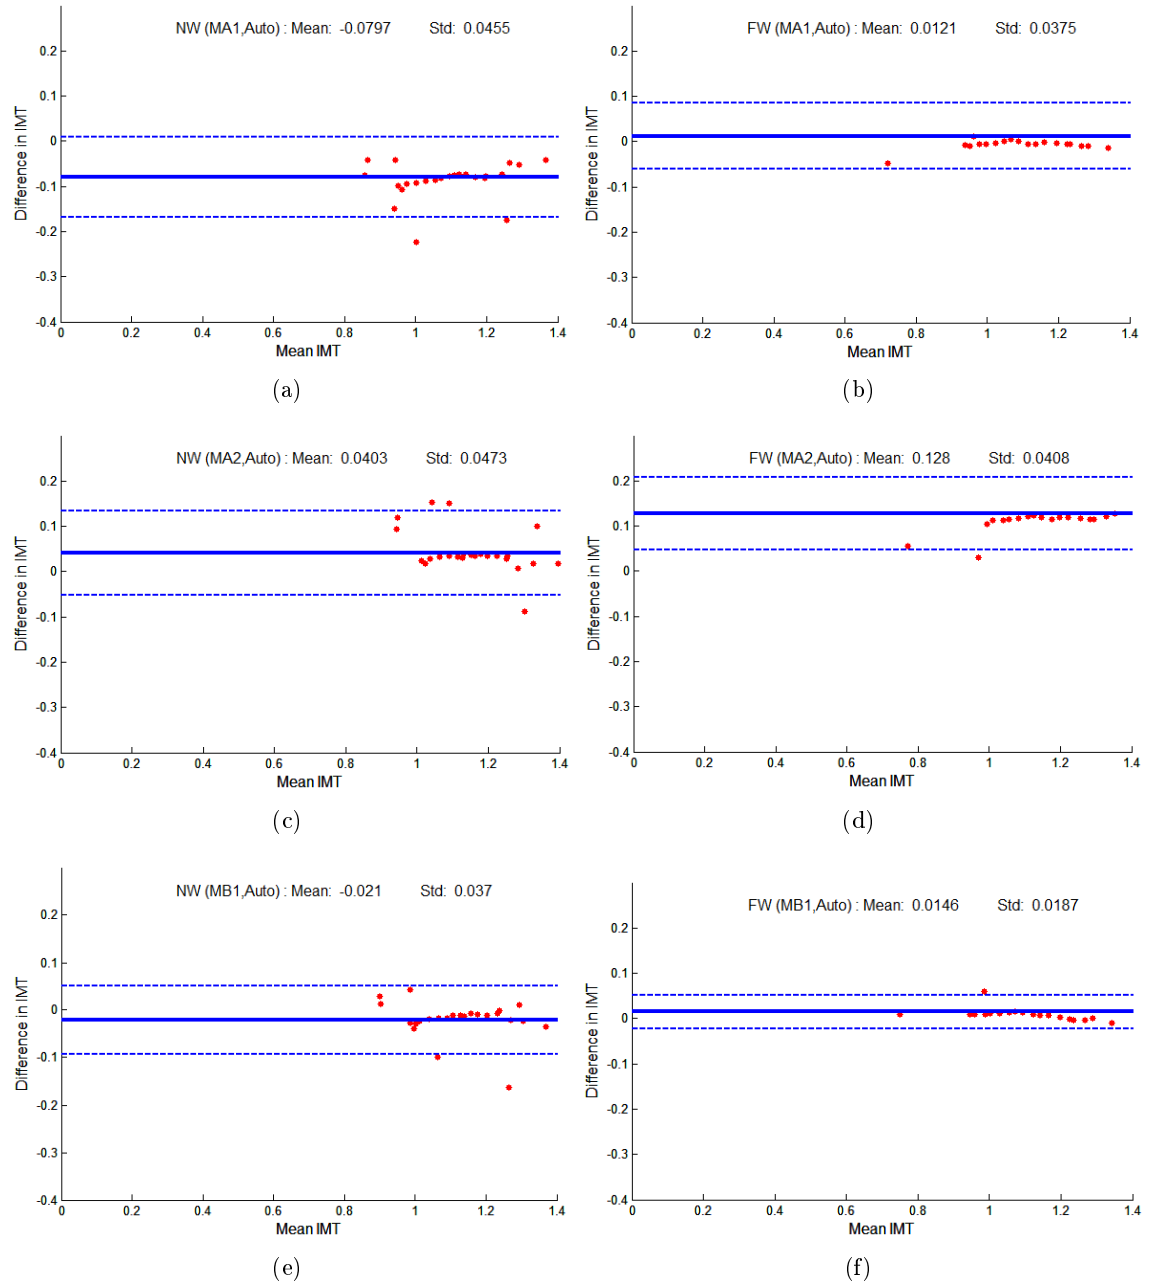 NW (MA1,Auto) : Mean: -0.0797 Std: 0.0455
0.2
0.1
0
-0.1
-0.2
-0.3
-0.4
Difference in IMT
0 0.2 0.4 0.6 0.8 1 1.2 1.4
Mean IMT
(a)
FW (MA1,Auto) : Mean: 0.0121 Std: 0.0375
0.2
0.1
0
-0.1
-0.2
-0.3
-0.4
Difference in IMT
0 0.2 0.4 0.6 0.8 1 1.2 1.4
Mean IMT
(b)
NW (MA2,Auto) : Mean: 0.0403 Std: 0.0473
0.2
0.1
0
-0.1
-0.2
-0.3
-0.4
Difference in IMT
0 0.2 0.4 0.6 0.8 1 1.2 1.4
Mean IMT
(c)
FW (MA2,Auto) : Mean: 0.128 Std: 0.0408
0.2
0.1
0
-0.1
-0.2
-0.3
-0.4
Difference in IMT
0 0.2 0.4 0.6 0.8 1 1.2 1.4
Mean IMT
(d)
NW (MB1,Auto) : Mean: -0.021 Std: 0.037
0.2
0.1
0
-0.1
-0.2
-0.3
-0.4
Difference in IMT
0 0.2 0.4 0.6 0.8 1 1.2 1.4
Mean IMT
(e)
FW (MB1,Auto) : Mean: 0.0146 Std: 0.0187
0.2
0.1
0
-0.1
-0.2
-0.3
-0.4
Difference in IMT
0 0.2 0.4 0.6 0.8 1 1.2 1.4
Mean IMT
(f)